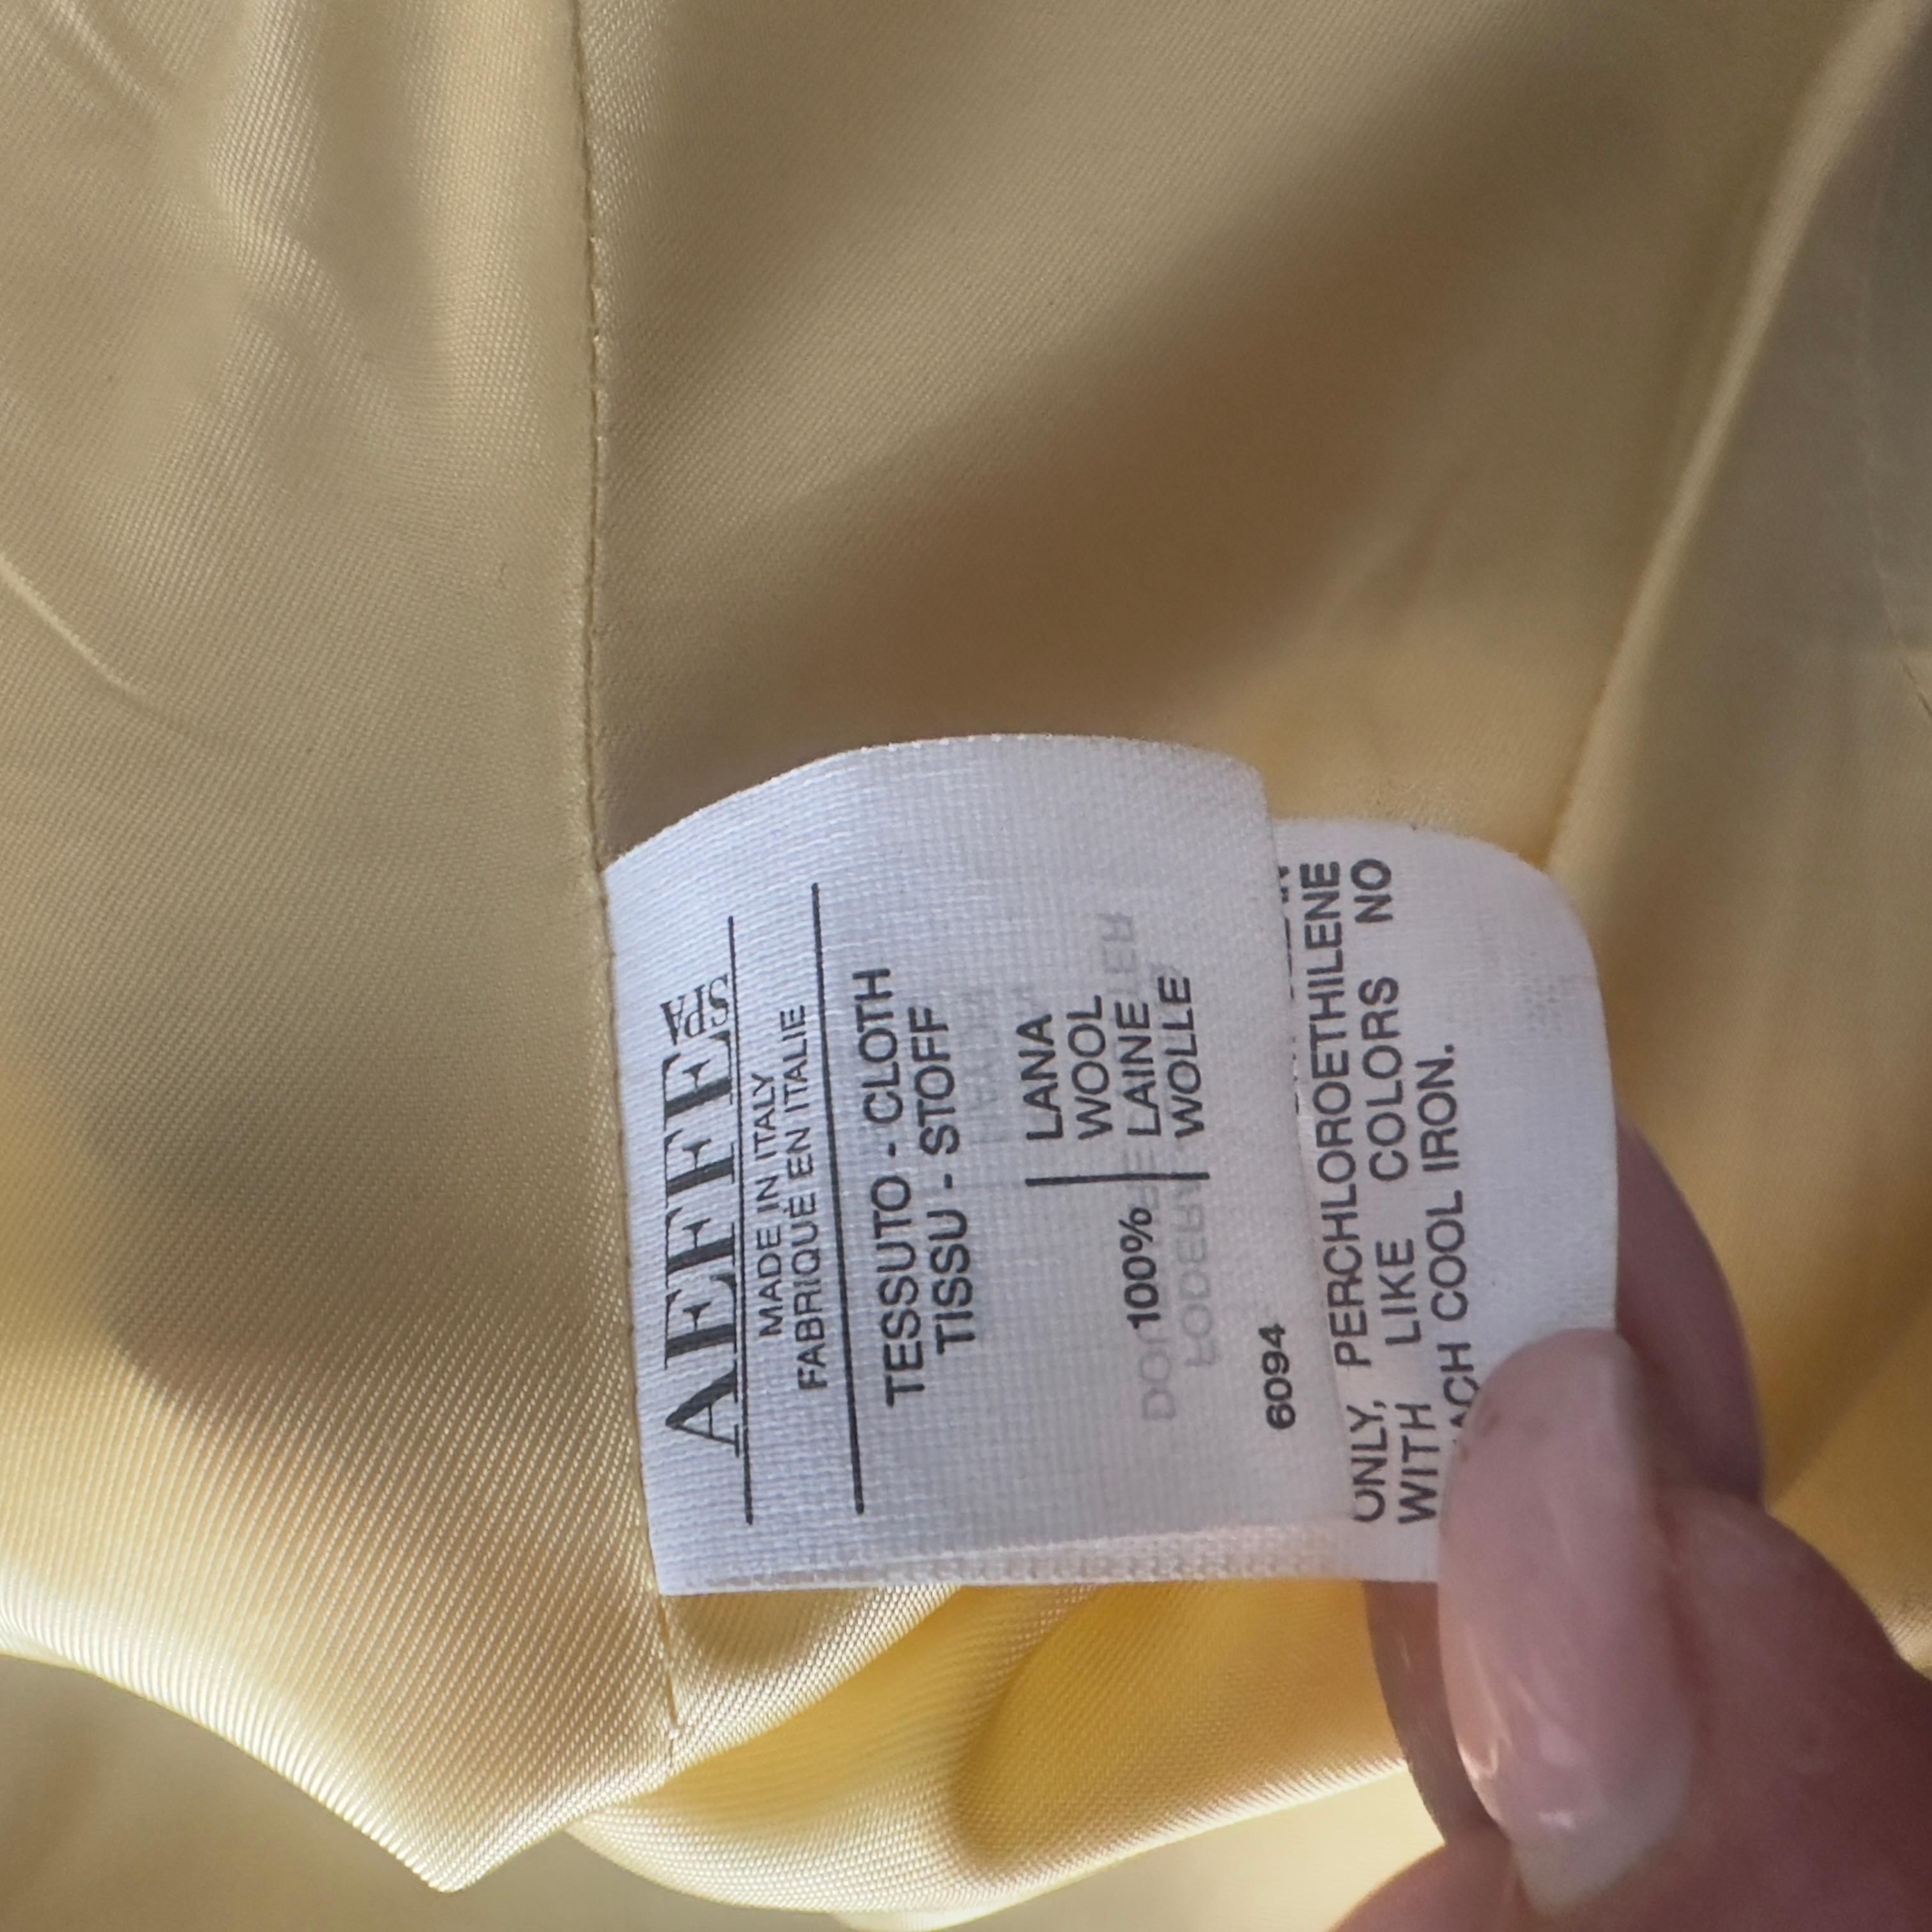 AEFFE SPA
MADE IN ITALY
FABRIQUÉ EN ITALIE
TESSUTO - CLOTH
TISSU - STOFF
LANA
WOOL
100% LAINE
WOLLE
6094
ONLY, PERCHLOROETHILENE
WITH LIKE COLORS NO
COOL IRON.